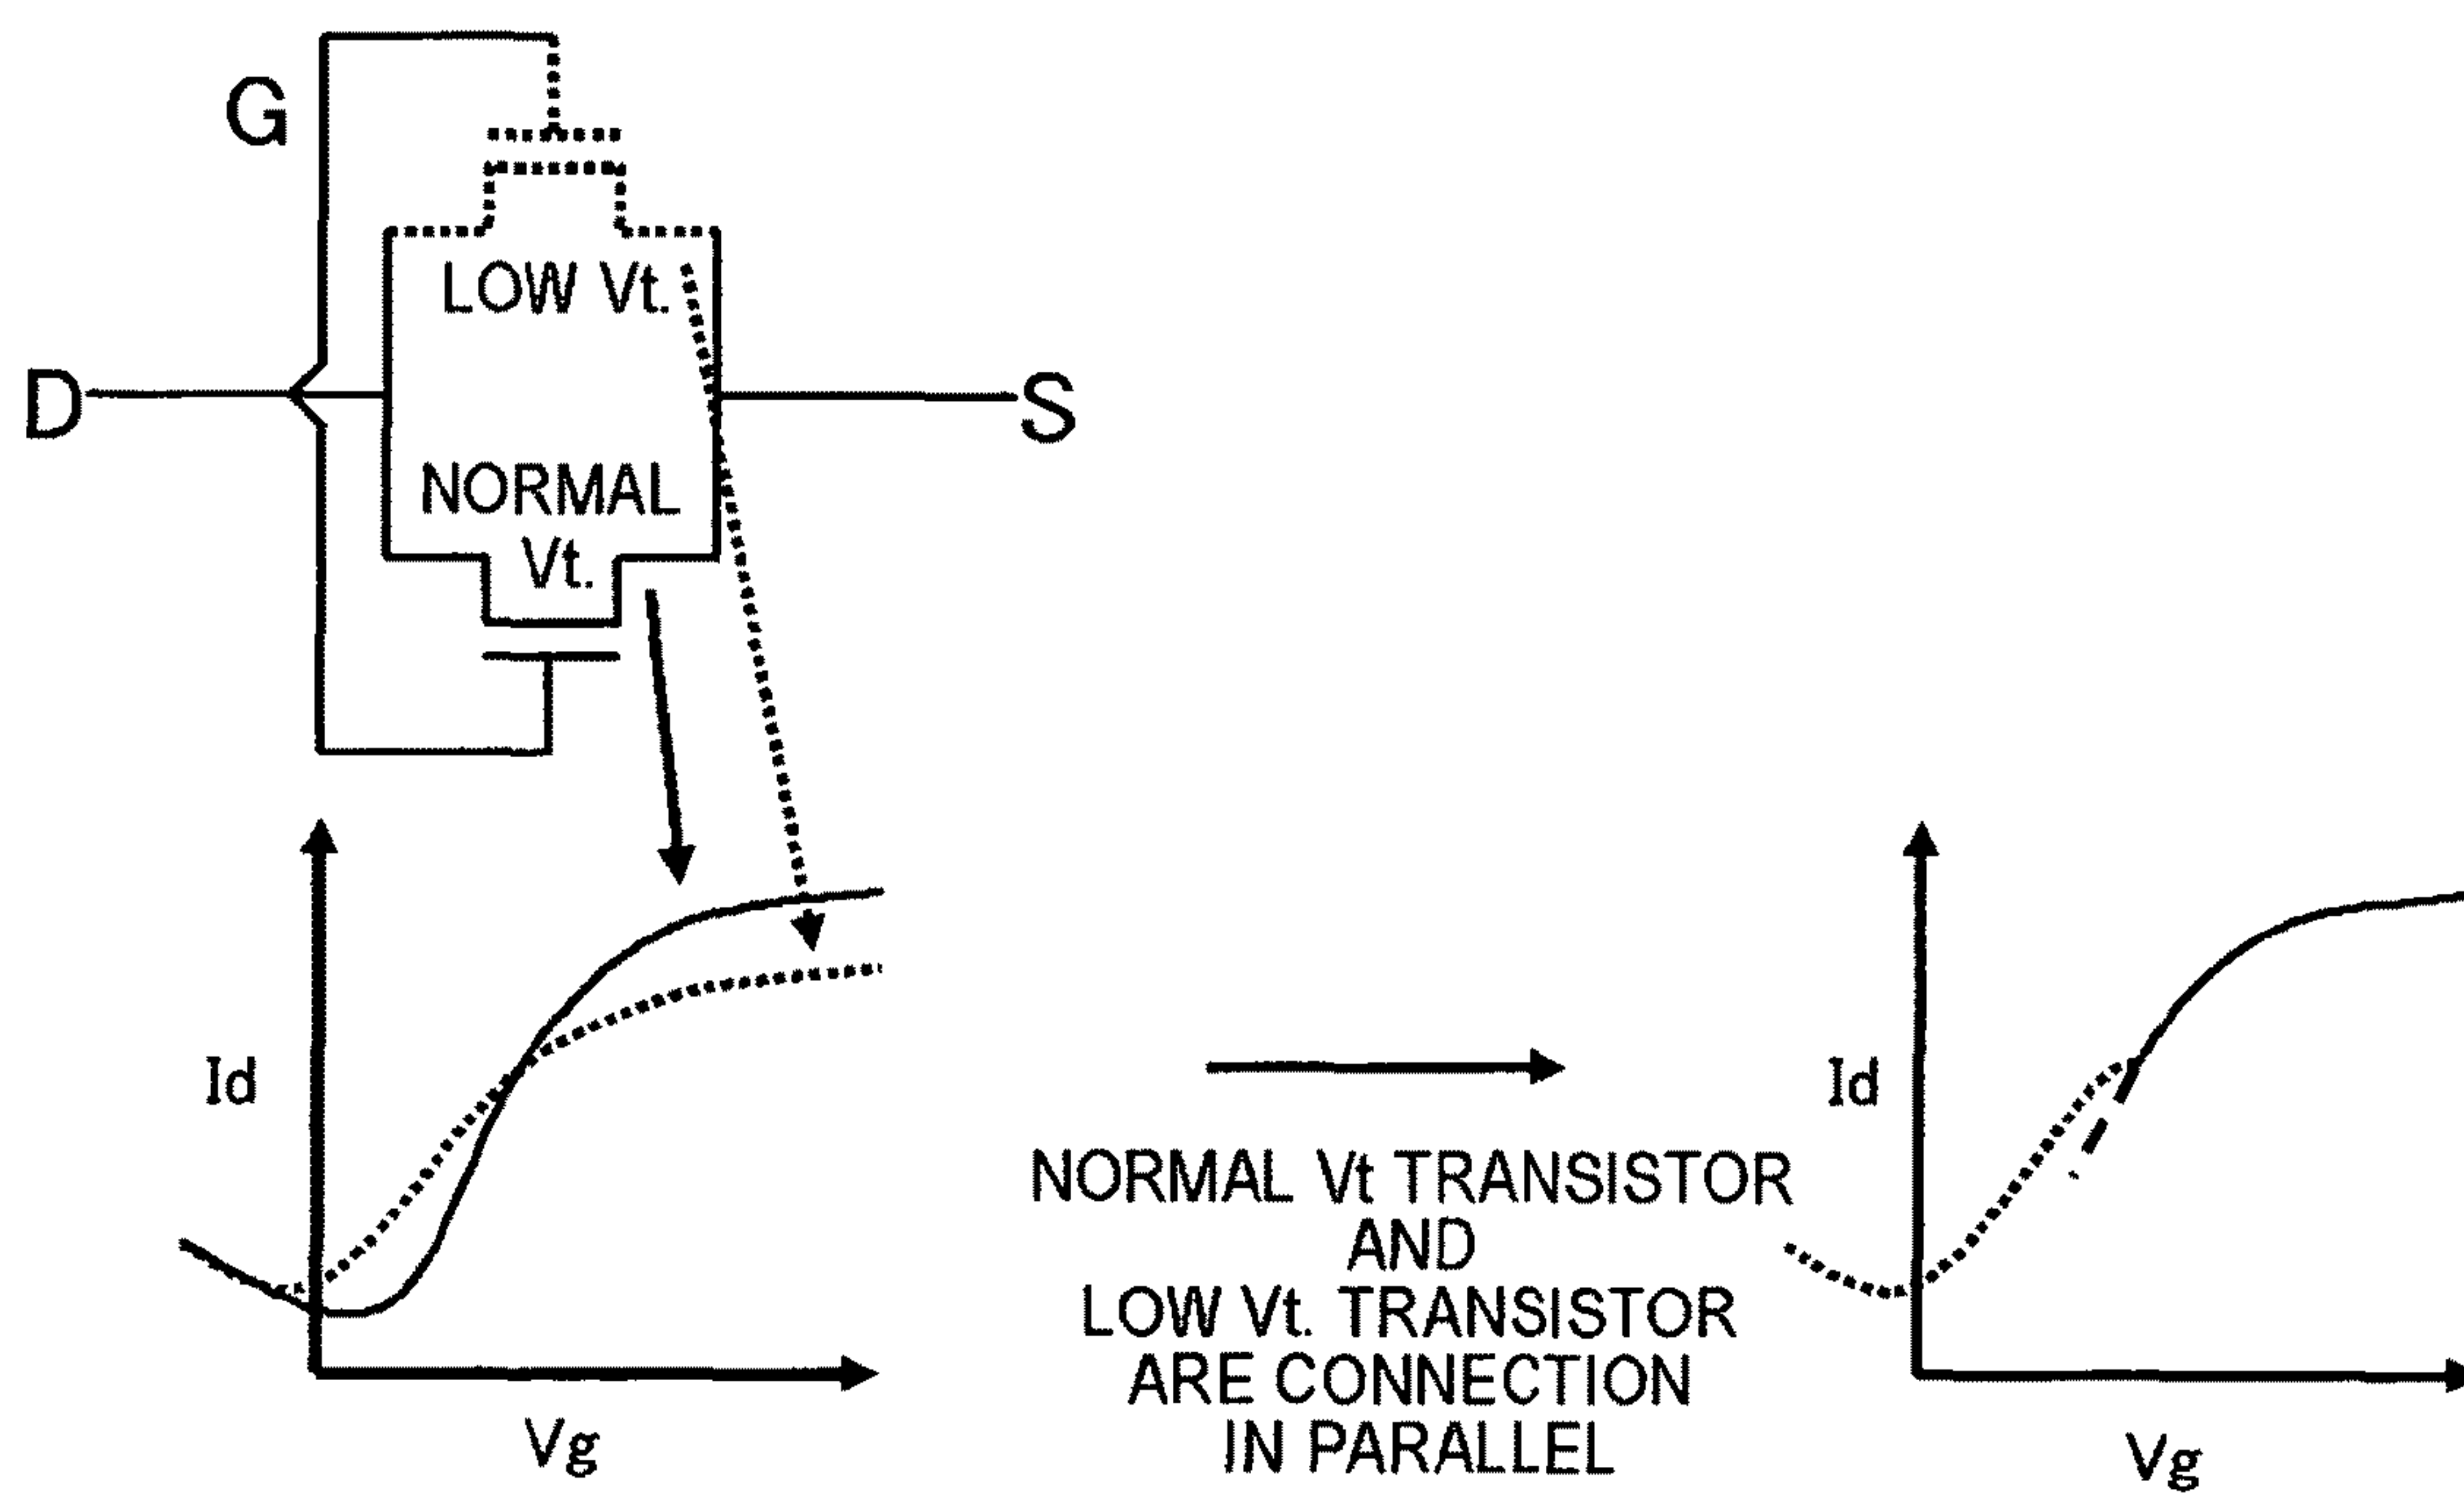 G
LOW Vt.
D
S
NORMAL
Vt.
Id
Vg
NORMAL Vt TRANSISTOR
AND
LOW Vt. TRANSISTOR
ARE CONNECTION
IN PARALLEL
Id
Vg